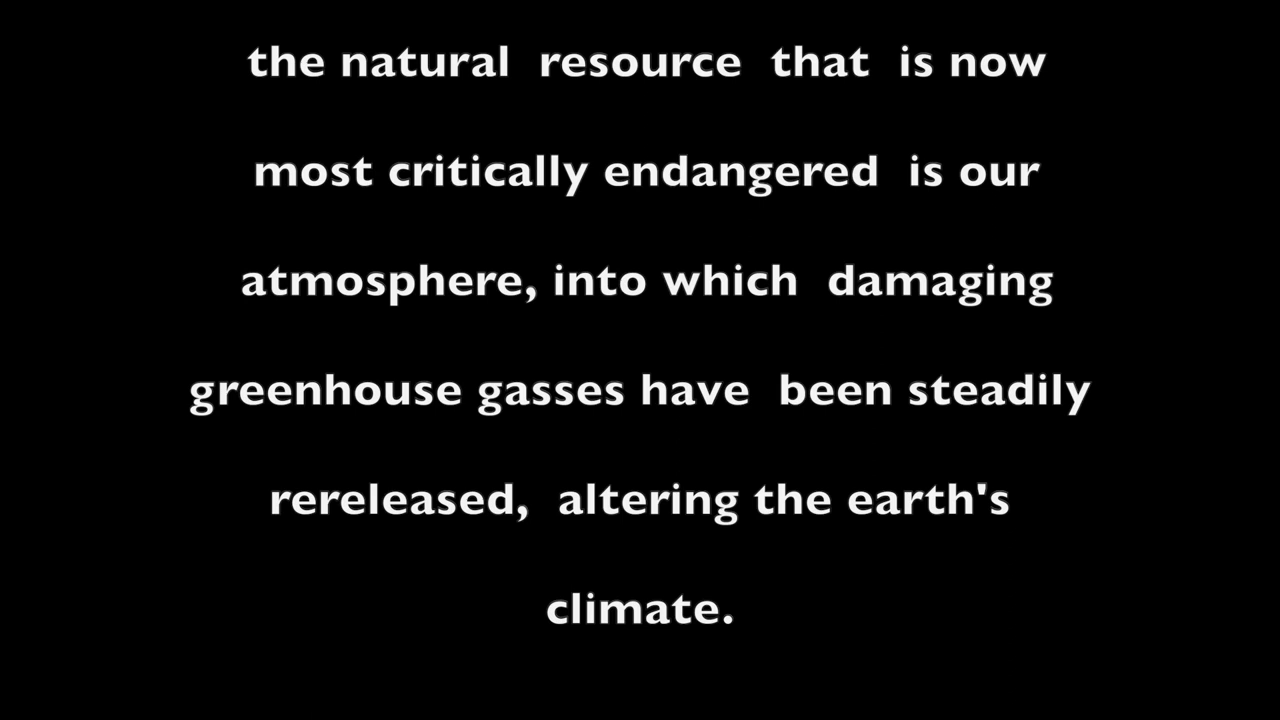 the natural resource that is now
most critically endangered is our
atmosphere, into which damaging
greenhouse gasses have been steadily
rereleased, altering the earth's
climate.